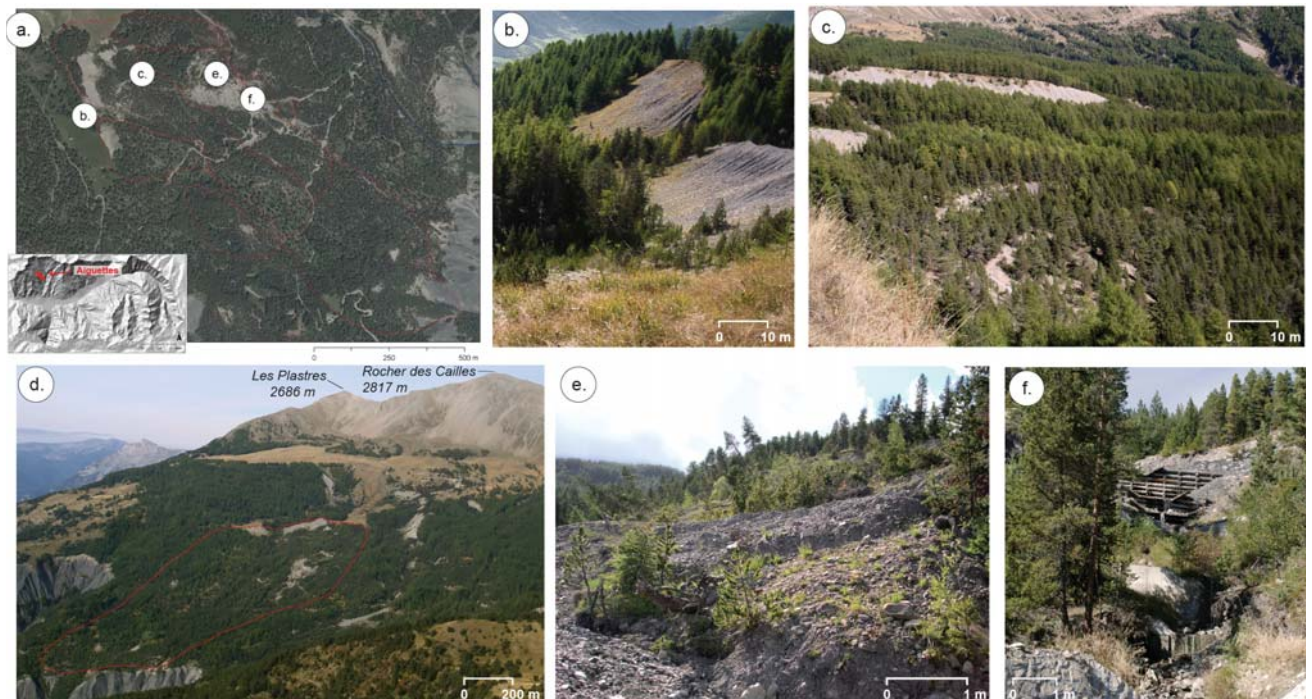 a.
c.
e.
f.
b.
Aiguettes
0 250 500 m
b.
0 10 m
c.
0 10 m
d.
Les Plastres
2686 m
Rocher des Cailles
2817 m
0 200 m
e.
0 1 m
f.
0 1 m